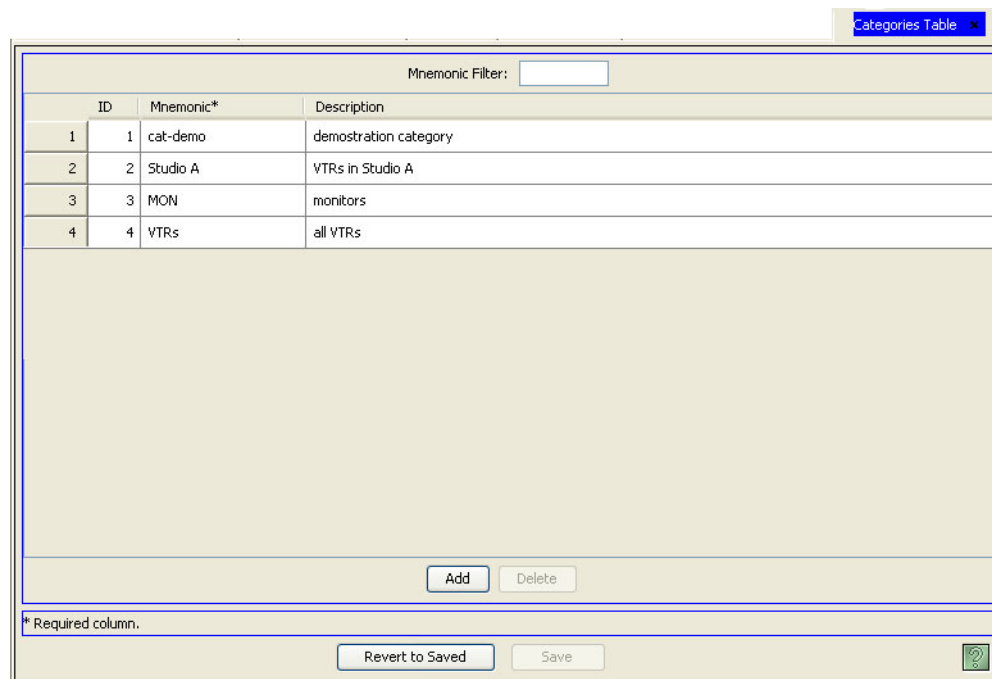 Categories Table ×
Mnemonic Filter:
ID Mnemonic* Description
1 1 cat-demo demostration category
2 2 Studio A VTRs in Studio A
3 3 MON monitors
4 4 VTRs all VTRs
Add Delete
* Required column.
Revert to Saved Save ?